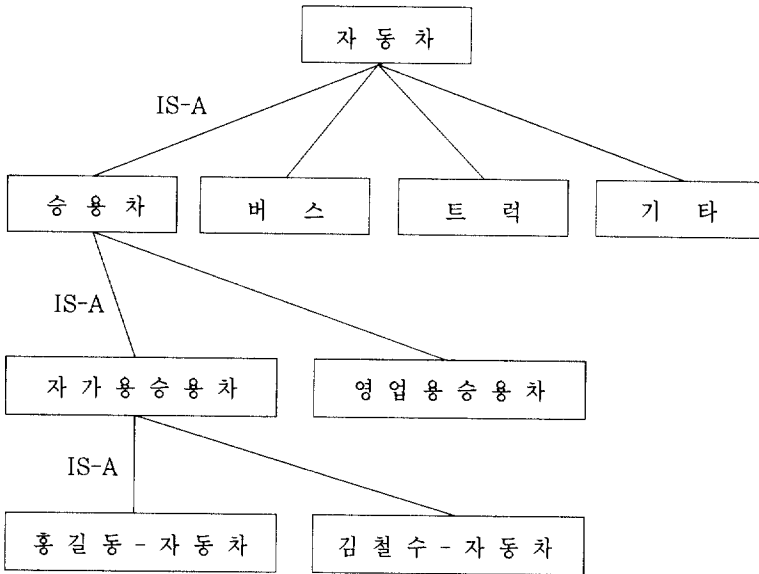 자 동 차
IS-A
승 용 차 버 스 트 럭 기 타
IS-A
자 가 용 승 용 차 영 업 용 승 용 차
IS-A
홍 길 동 - 자 동 차 김 철 수 - 자 동 차